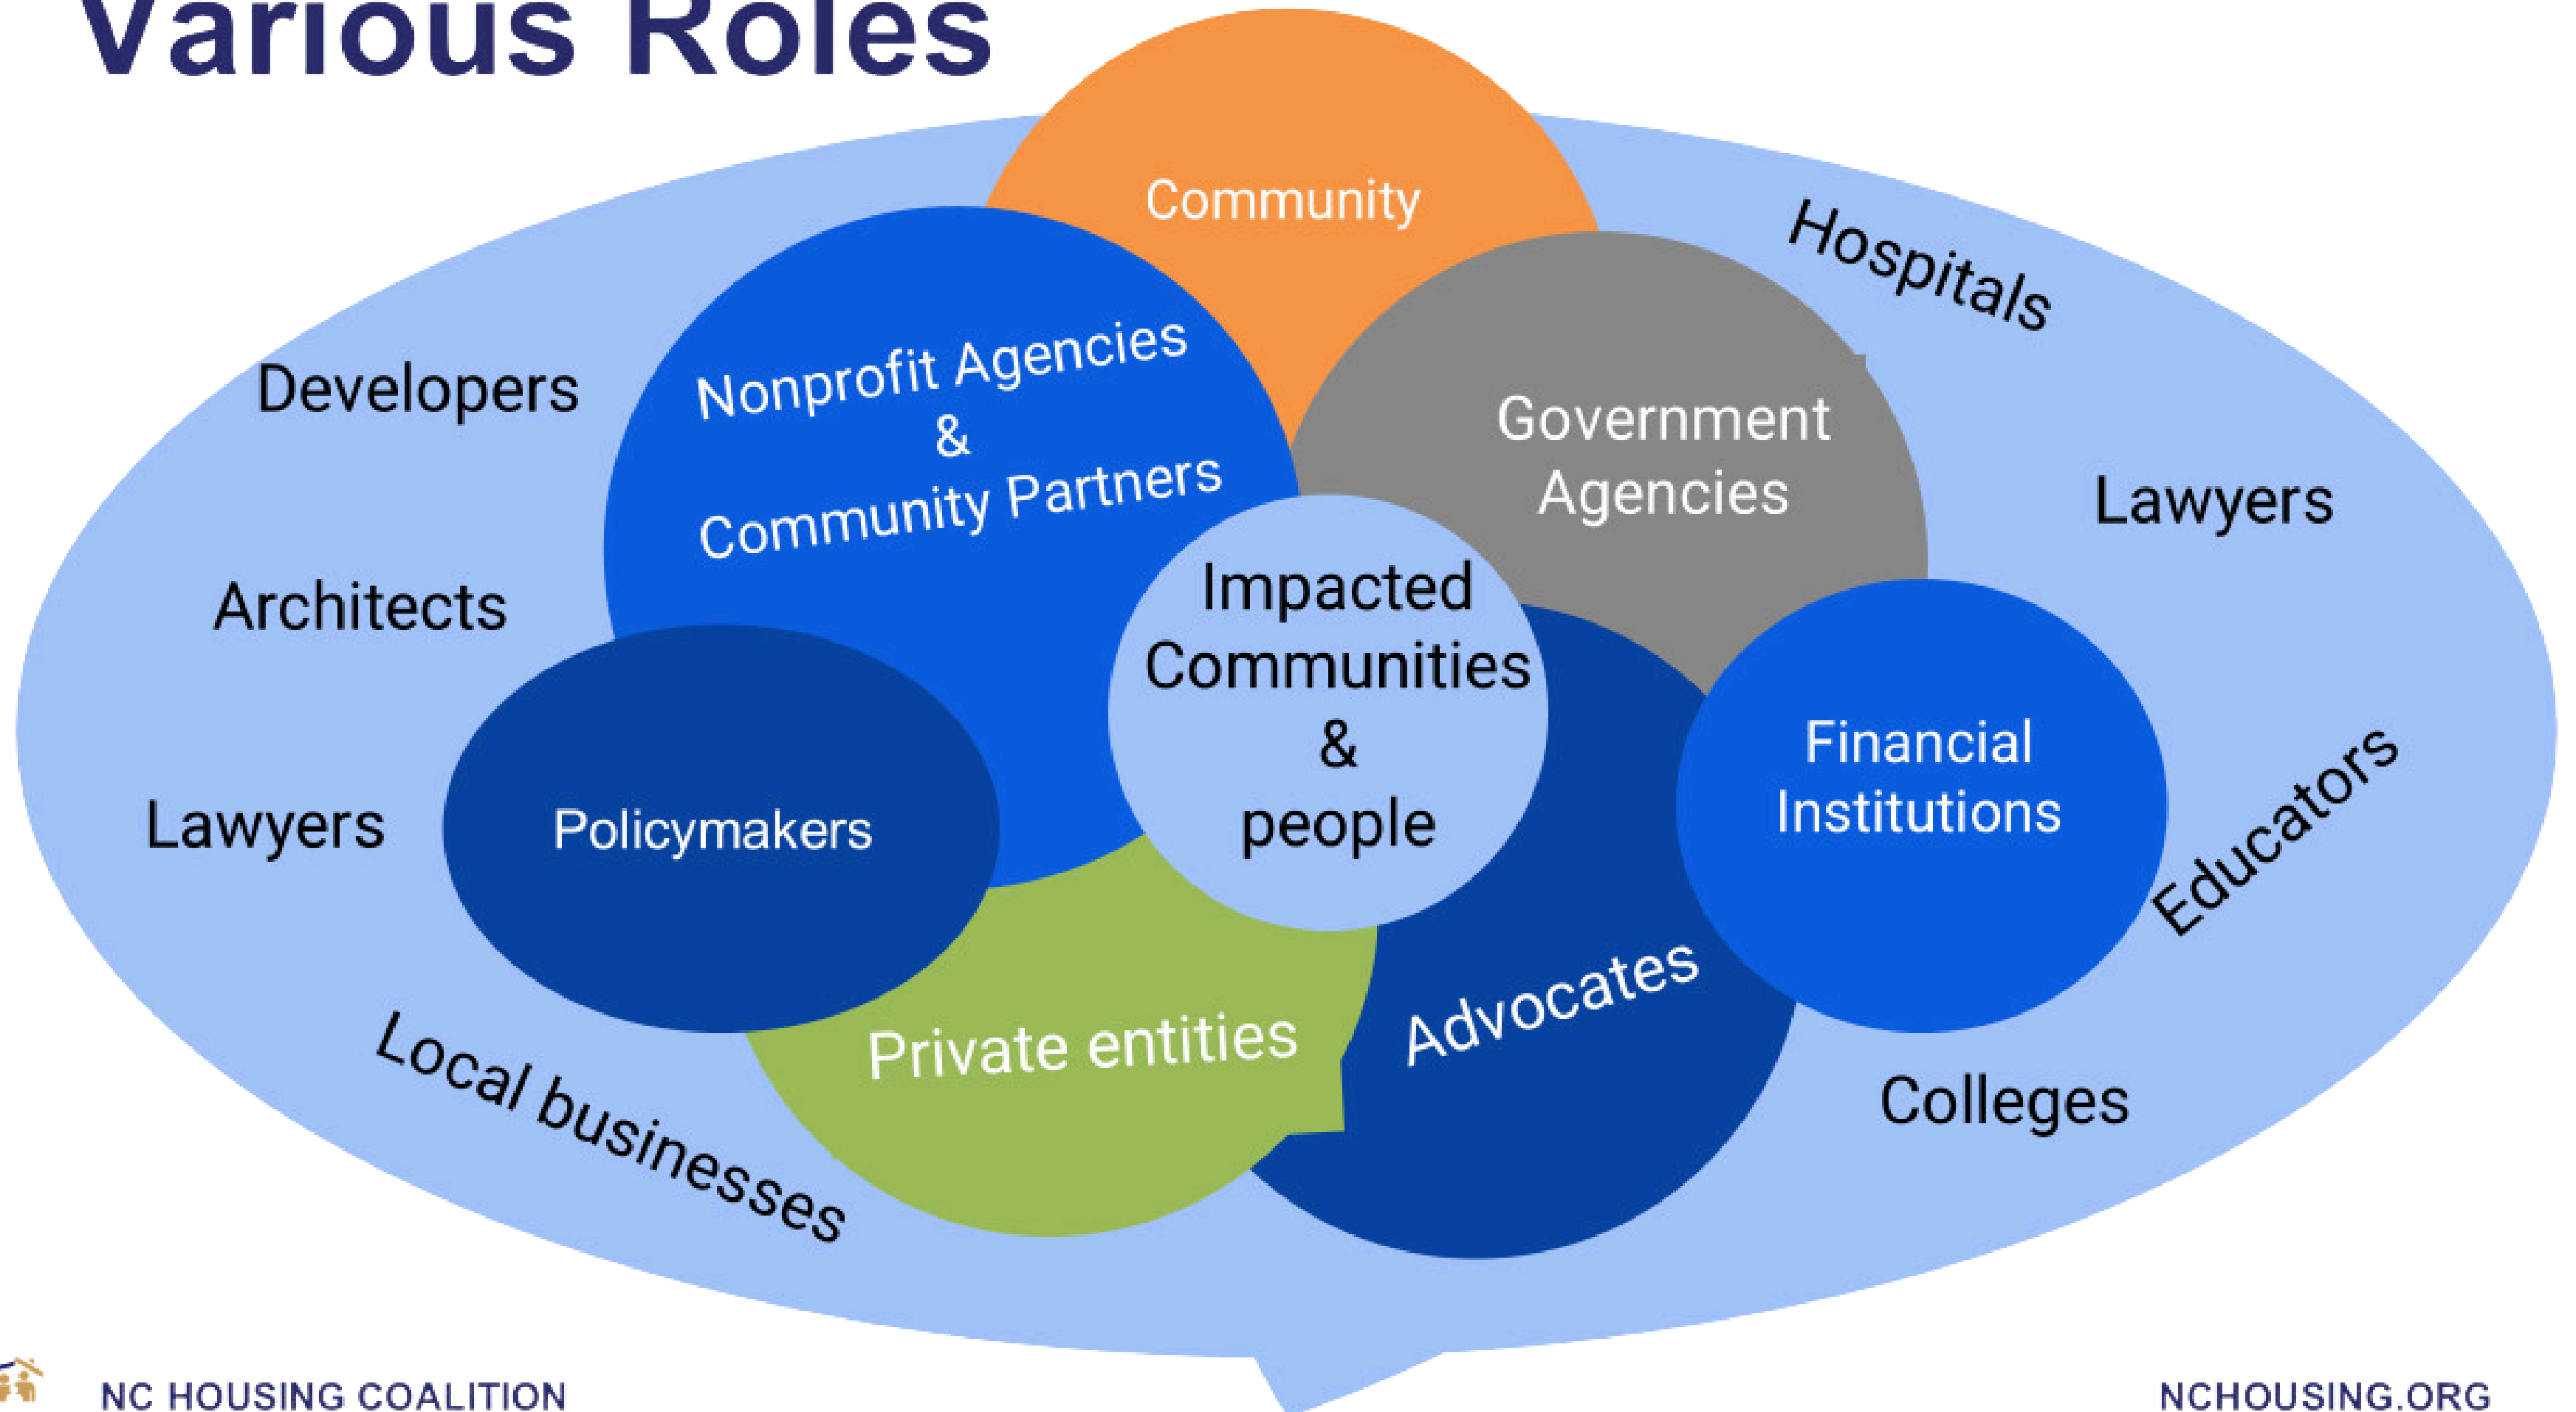 Various Roles
Community
Hospitals
Nonprofit Agencies
&
Community Partners
Developers
Government
Agencies
Lawyers
Impacted
Communities
&
people
Architects
Financial
Institutions
Lawyers
Policymakers
Educators
Advocates
Private entities
Local businesses
Colleges
NC HOUSING COALITION
NCHOUSING.ORG